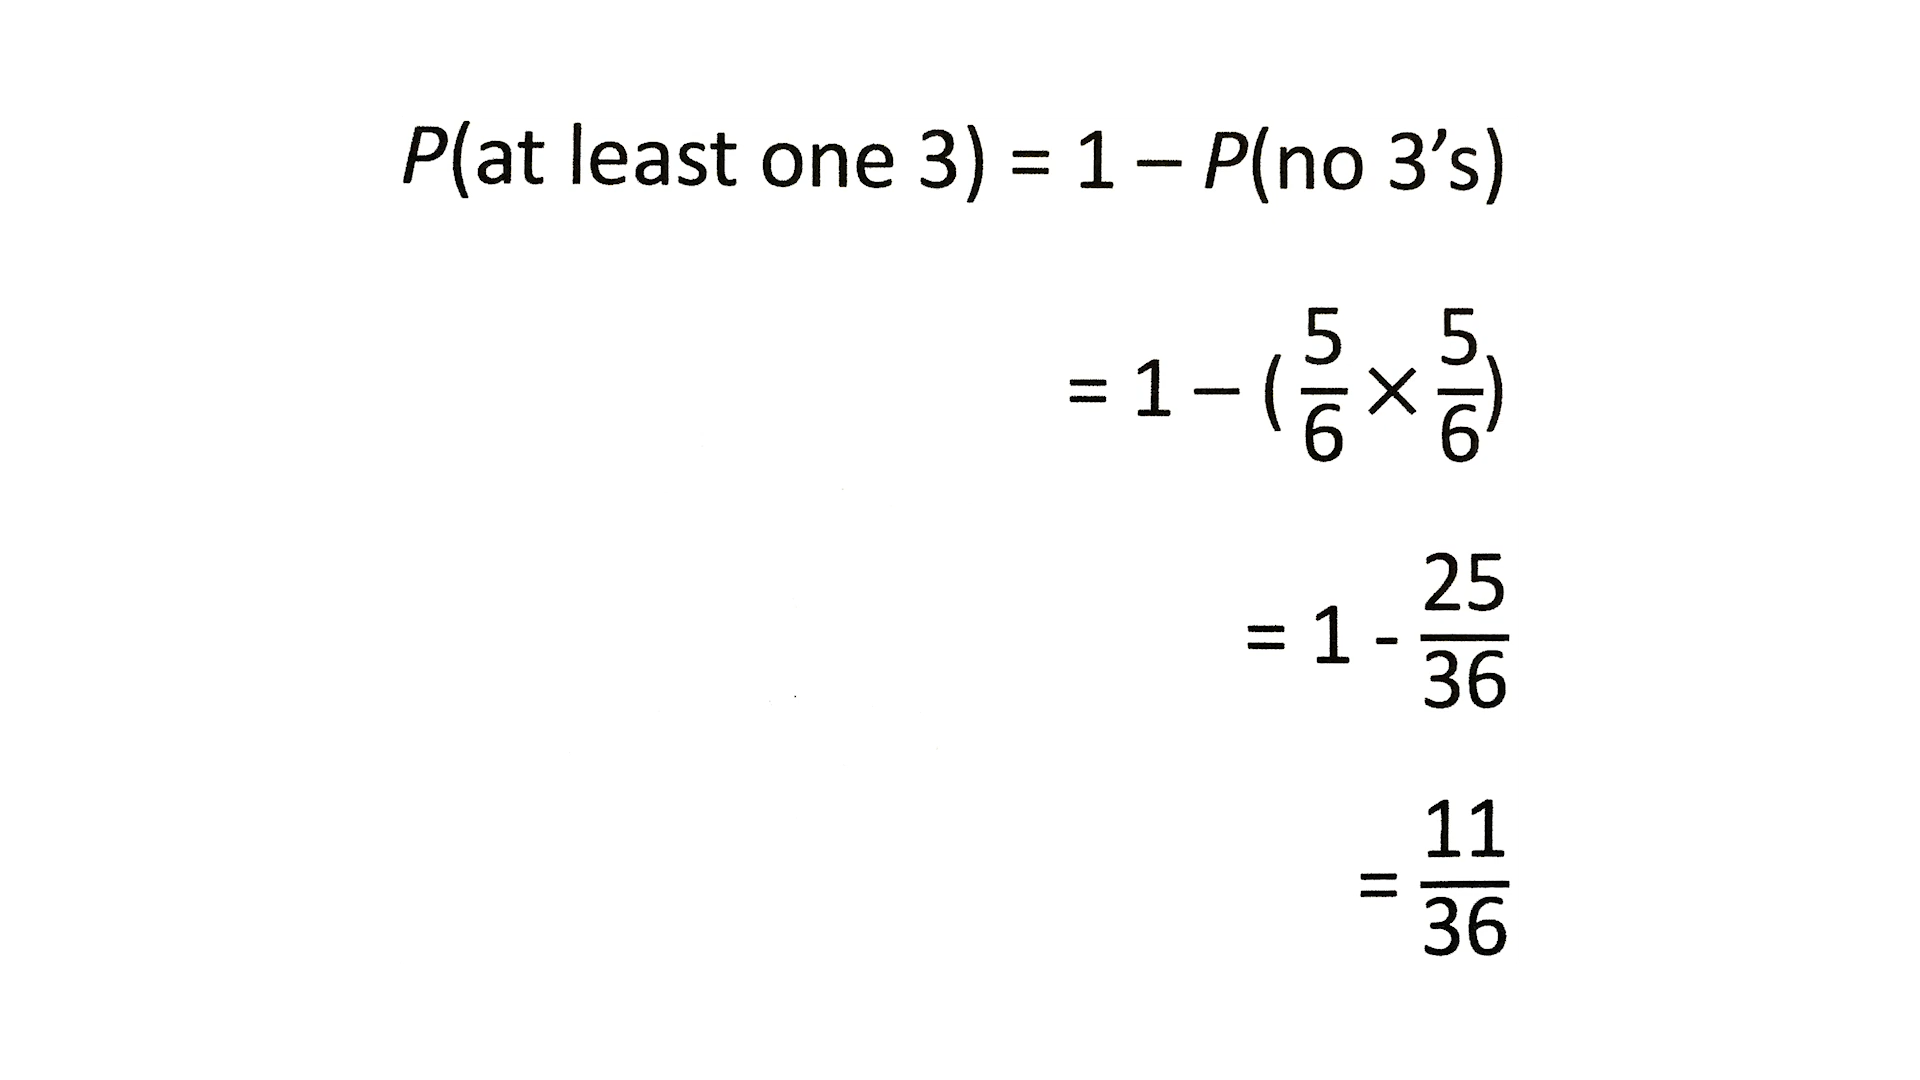 P(at least one 3) = 1 – P(no 3’s)
= 1 – (5/6 × 5/6)
= 1 - 25/36
= 11/36